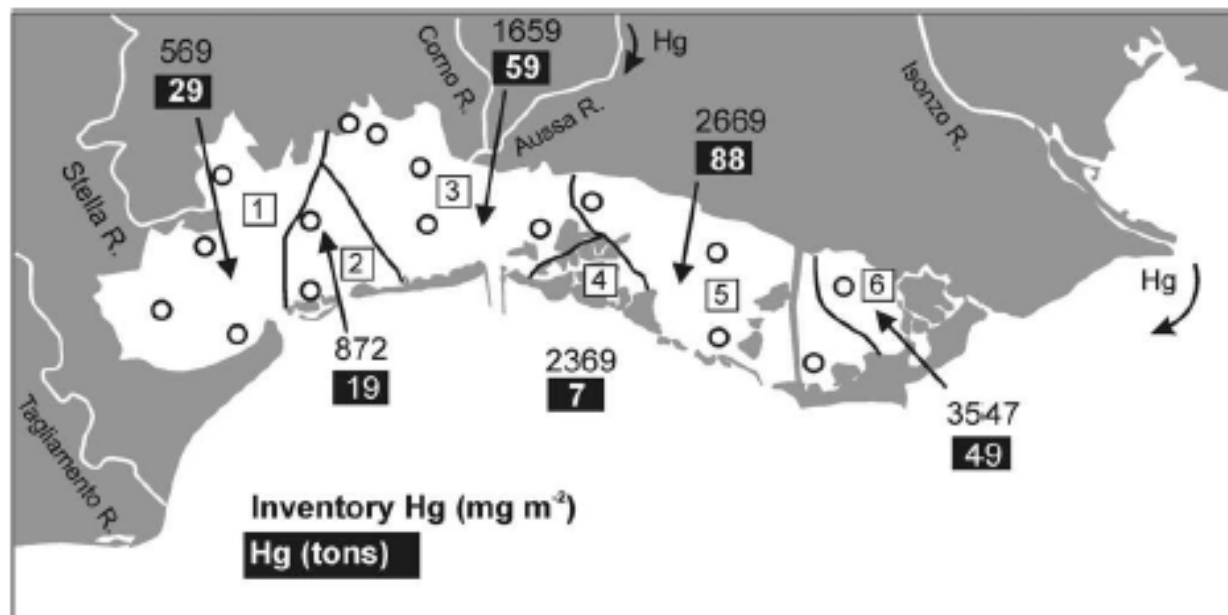 569
29
1659
59
Corno R.
Hg
Aussa R.
Isonzo R.
2669
88
Stella R.
1
3
2
4
5
6
Hg
872
19
2369
7
3547
49
Tagliamento R.
Inventory Hg (mg m⁻²)
Hg (tons)